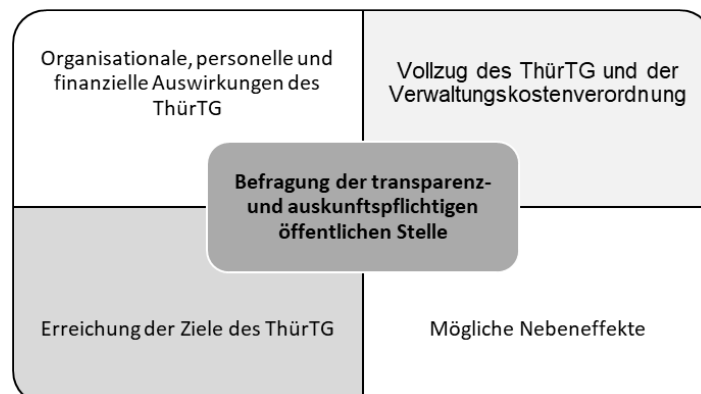 Organisationale, personelle und
finanzielle Auswirkungen des
ThürTG
Vollzug des ThürTG und der
Verwaltungskostenverordnung
Befragung der transparenz-
und auskunftspflichtigen
öffentlichen Stelle
Erreichung der Ziele des ThürTG
Mögliche Nebeneffekte